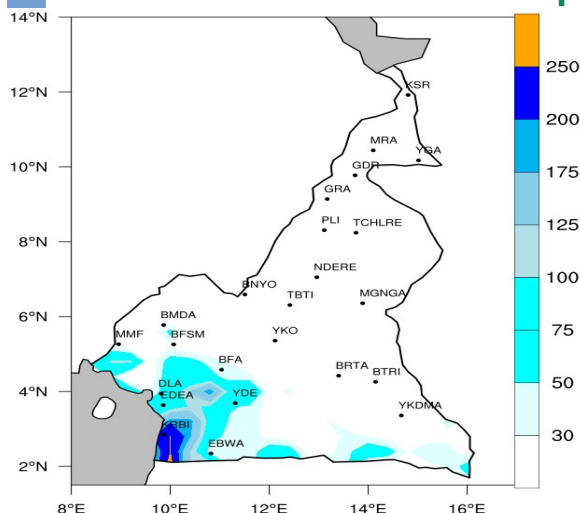 14°N
12°N
10°N
8°N
6°N
4°N
2°N
KSR
MRA
YGA
GDR
GRA
PLI
TCHLRE
NDERE
BNYO
TBTI
MGNGA
BMDA
MMF
BFSM
YKO
BFA
BRTA
BTRI
DLA
EDEA
YDE
YKDMA
KRBI
EBWA
8°E
10°E
12°E
14°E
16°E
250
200
175
125
100
75
50
30